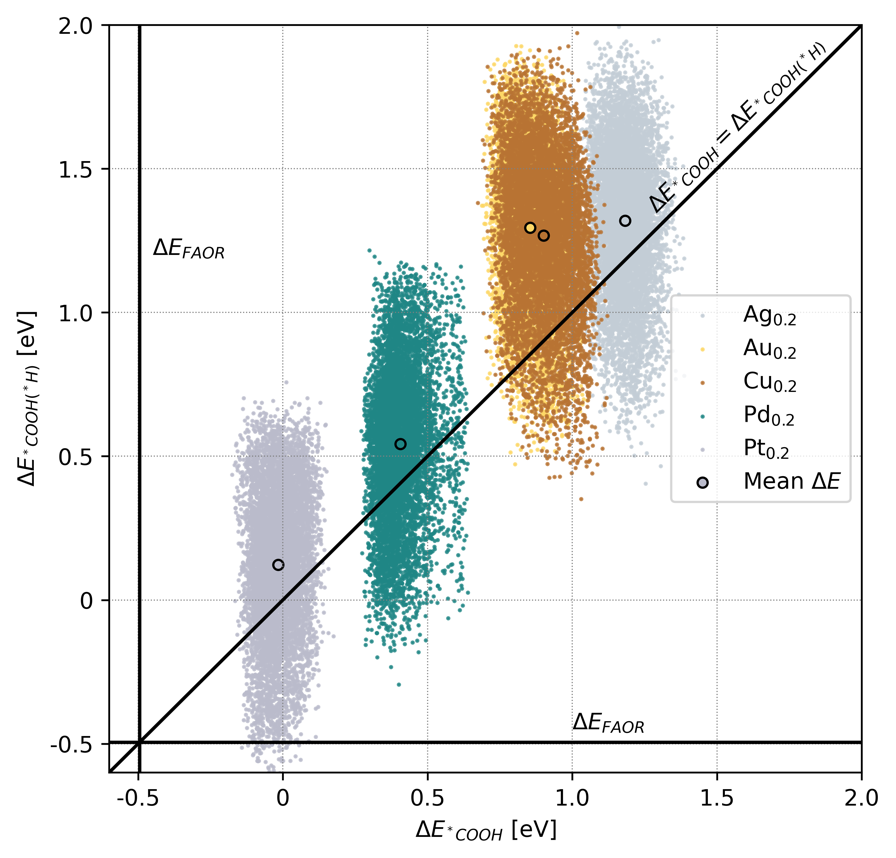 2.0
1.5
1.0
0.5
0
-0.5
-0.5
0
0.5
1.0
1.5
2.0
ΔE*COOH(*H) [eV]
ΔE*COOH [eV]
ΔE*COOH = ΔE*COOH(*H)
ΔE_FAOR
ΔE_FAOR
Ag0.2
Au0.2
Cu0.2
Pd0.2
Pt0.2
Mean ΔE